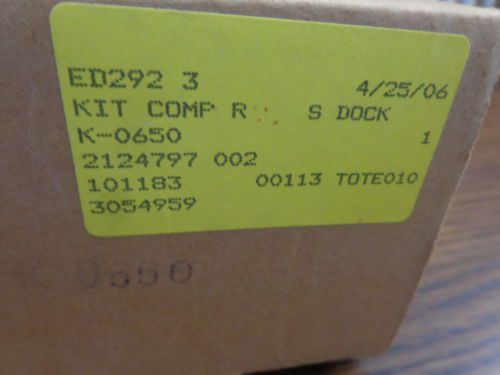 ED292 3 4/25/06
KIT COMP R S DOCK
K-0650 1
2124797 002
101183 00113 TOTE010
3054959
0650